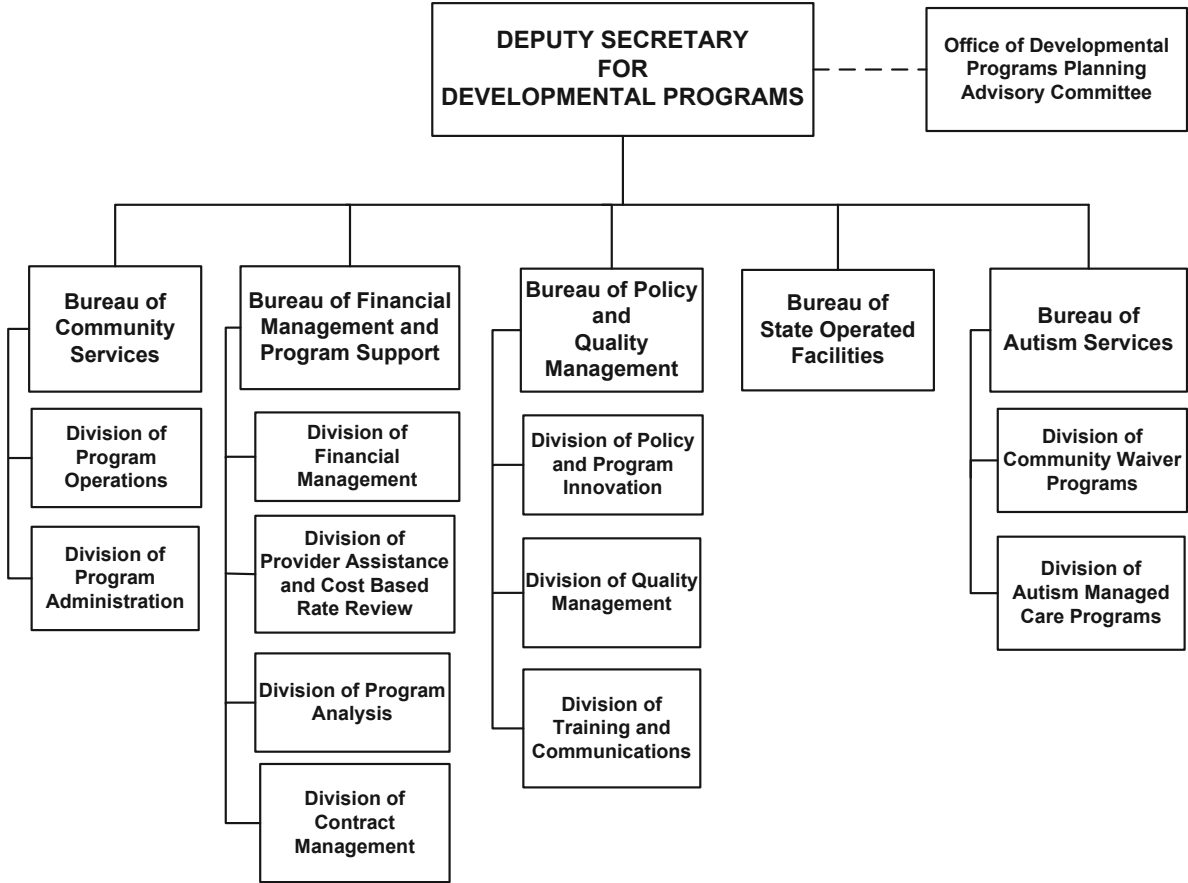 DEPUTY SECRETARY
FOR
DEVELOPMENTAL PROGRAMS
Office of Developmental
Programs Planning
Advisory Committee
Bureau of
Community
Services
Bureau of Financial
Management and
Program Support
Bureau of Policy
and
Quality
Management
Bureau of
State Operated
Facilities
Bureau of
Autism Services
Division of
Program
Operations
Division of
Program
Administration
Division of
Financial
Management
Division of
Provider Assistance
and Cost Based
Rate Review
Division of Program
Analysis
Division of
Contract
Management
Division of Policy
and Program
Innovation
Division of Quality
Management
Division of
Training and
Communications
Division of
Community Waiver
Programs
Division of
Autism Managed
Care Programs